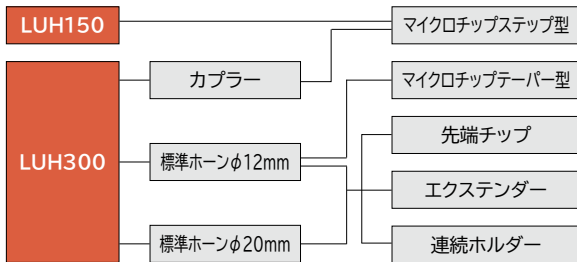 LUH150
マイクロチップステップ型
LUH300
カプラー
マイクロチップテーパー型
標準ホーンφ12mm
先端チップ
エクステンダー
標準ホーンφ20mm
連続ホルダー